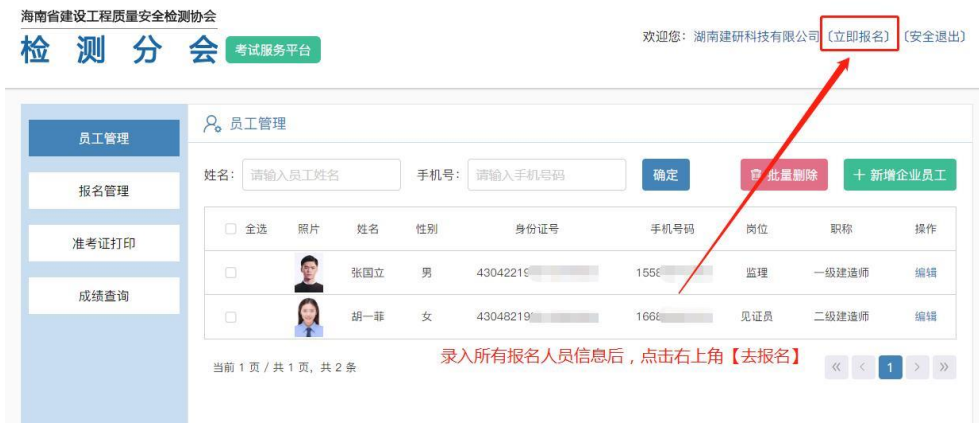 海南省建设工程质量安全检测协会
检 测 分 会 考试服务平台
欢迎您：湖南建研科技有限公司〔立即报名〕〔安全退出〕
员工管理
报名管理
准考证打印
成绩查询
员工管理
姓名： 请输入员工姓名 手机号： 请输入手机号码 确定 批量删除 + 新增企业员工
全选 照片 姓名 性别 身份证号 手机号码 岗位 职称 操作
张国立 男 43042219 1558 监理 一级建造师 编辑
胡一菲 女 43048219 1668 见证员 二级建造师 编辑
录入所有报名人员信息后，点击右上角【去报名】
当前 1 页 / 共 1 页, 共 2 条 « < 1 > »